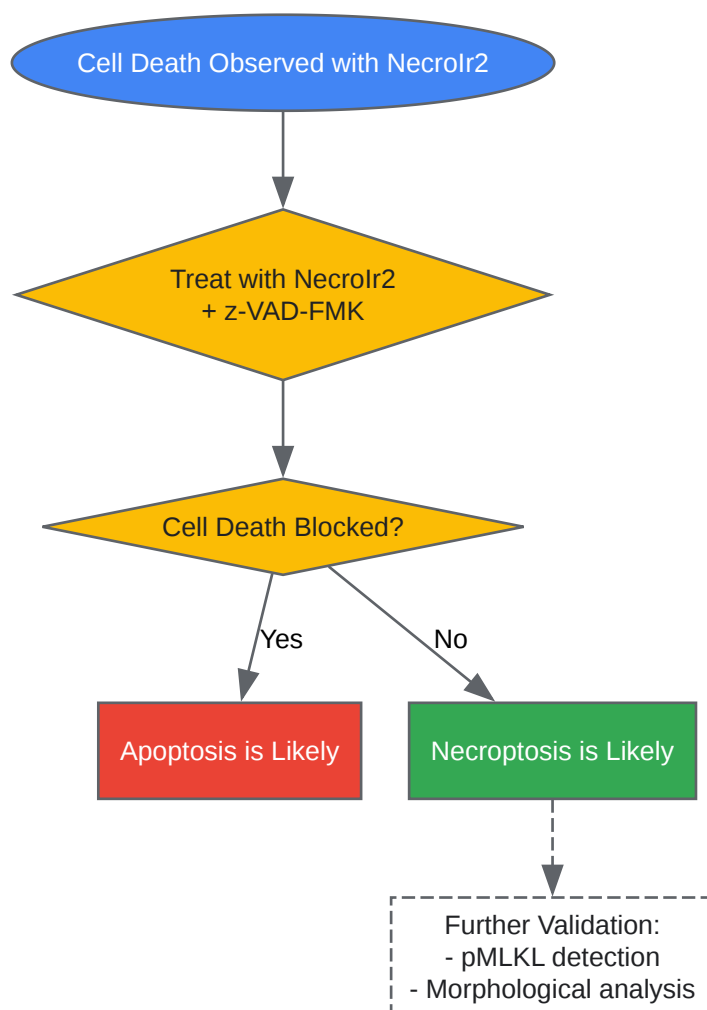 Cell Death Observed with NecroIr2
Treat with NecroIr2
+ z-VAD-FMK
Cell Death Blocked?
Yes
No
Apoptosis is Likely
Necroptosis is Likely
Further Validation:
- pMLKL detection
- Morphological analysis